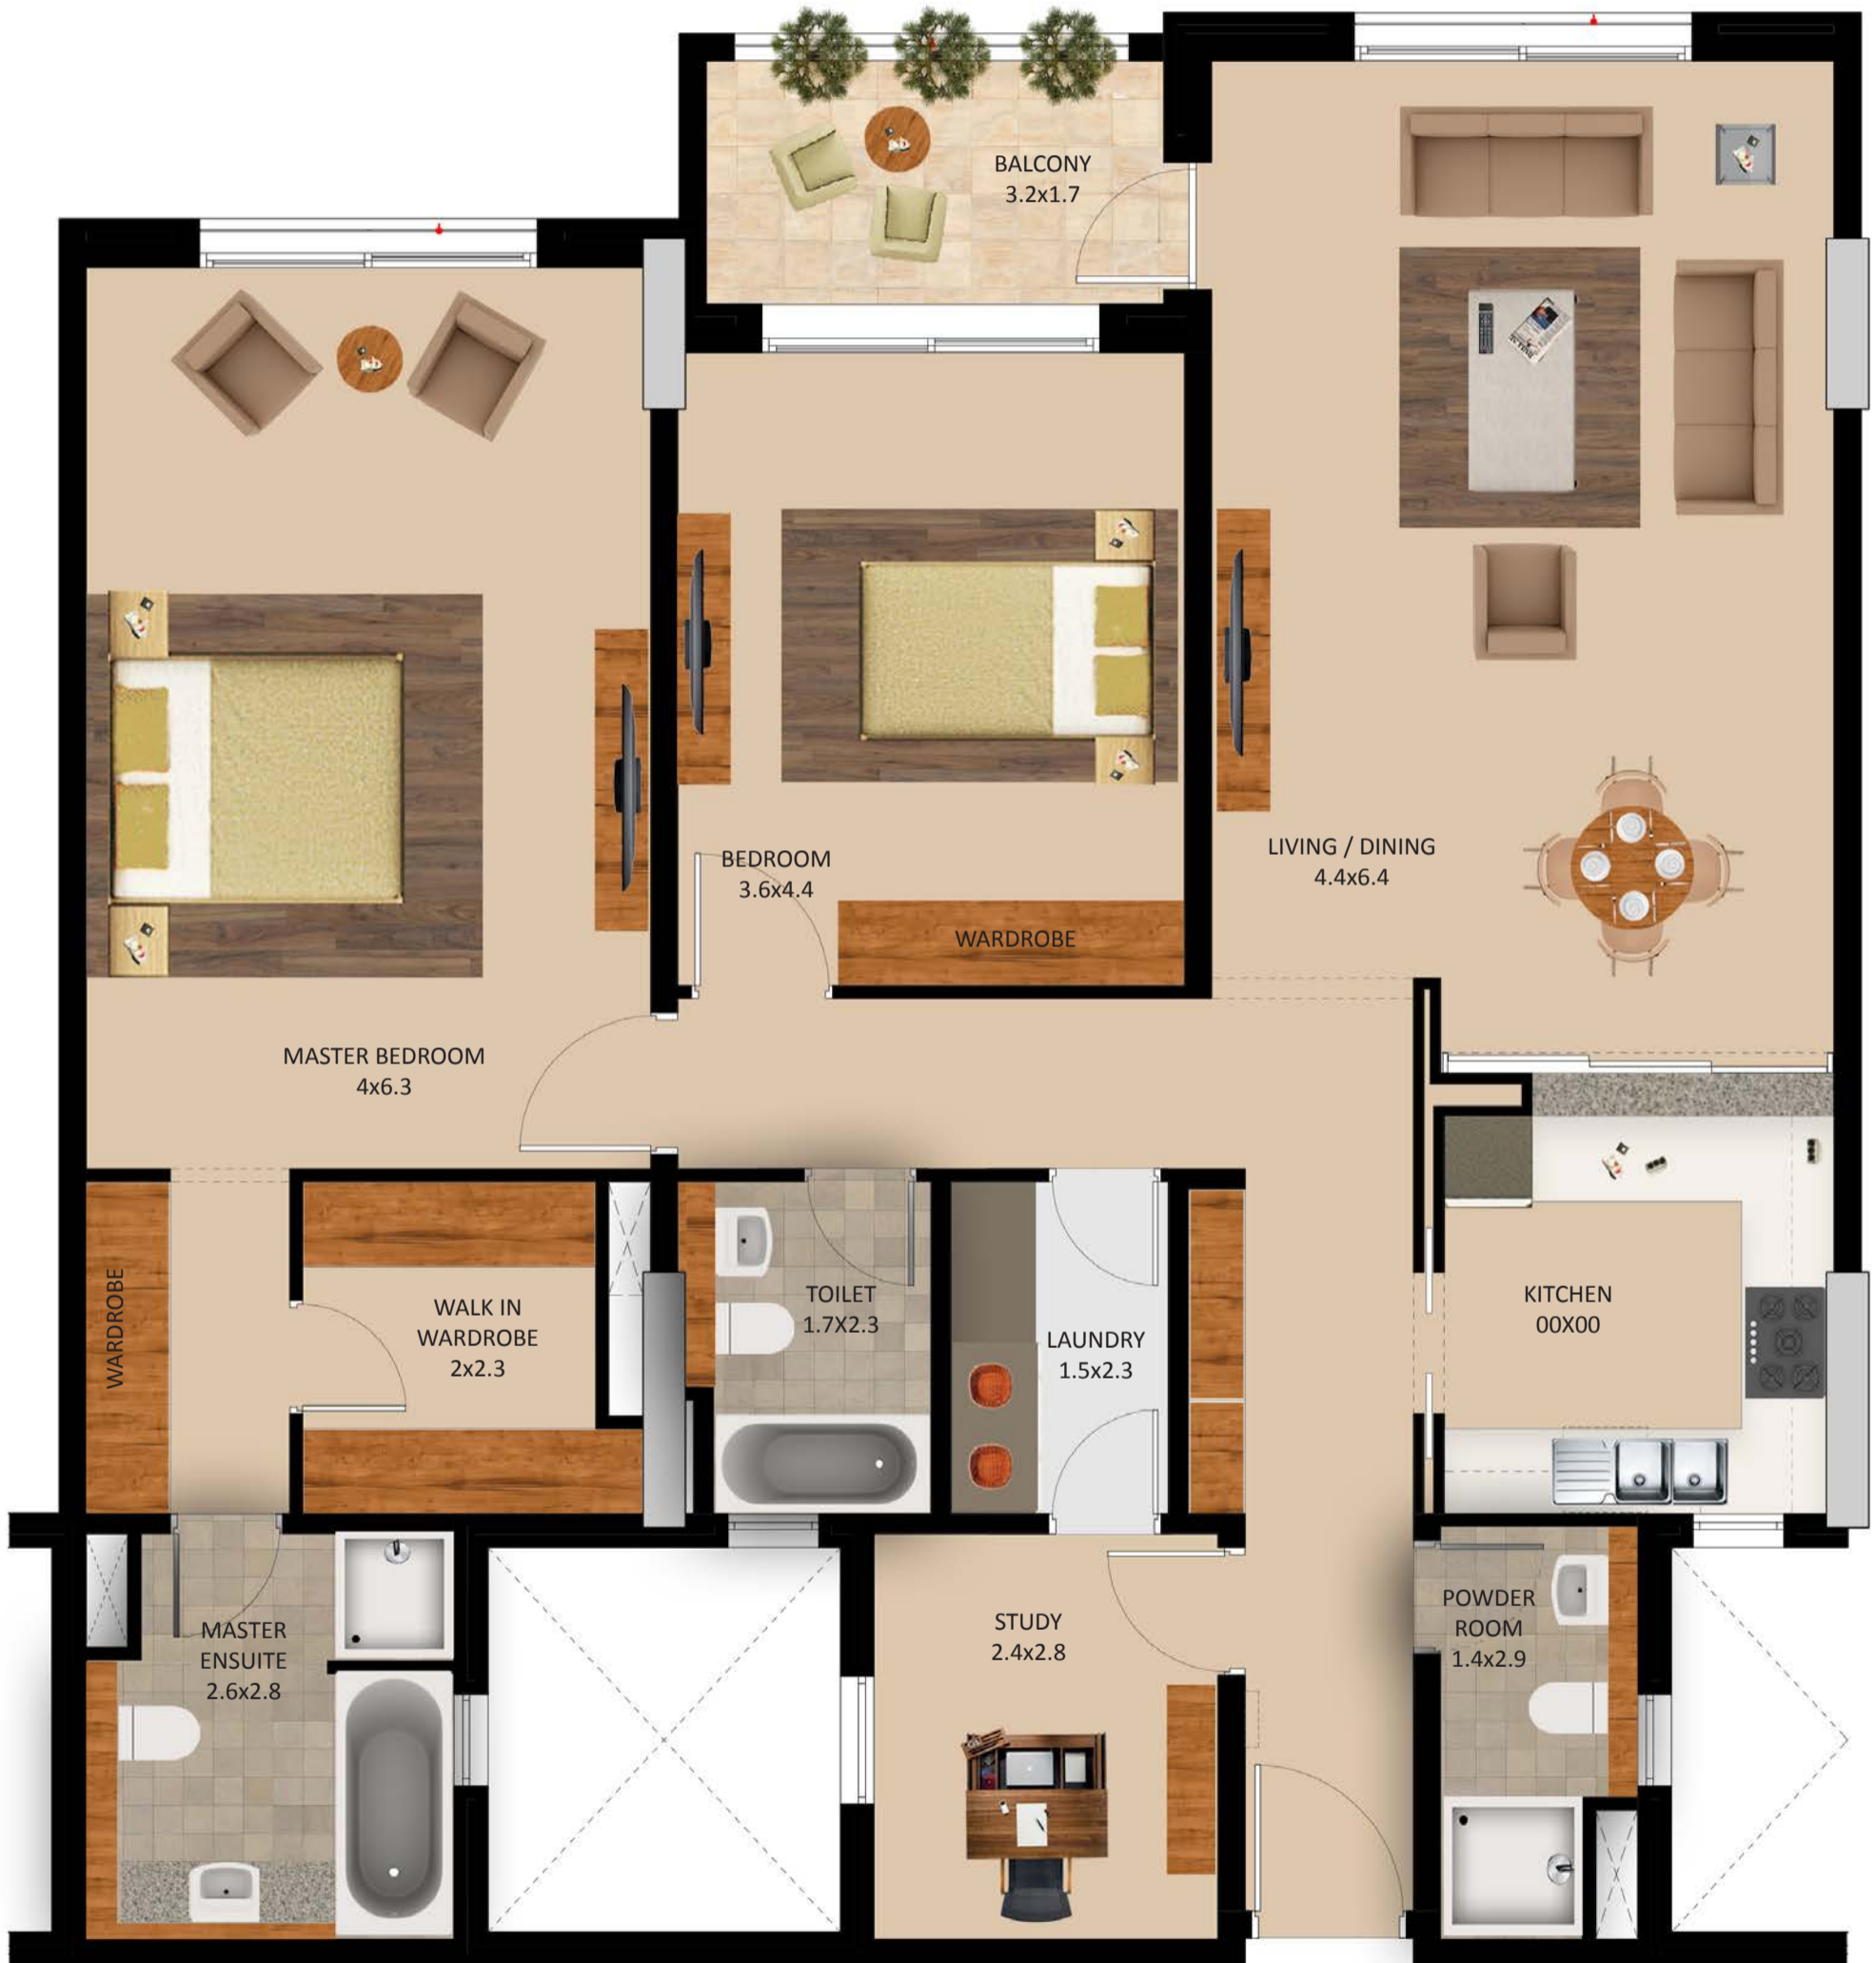 BALCONY
3.2x1.7
BEDROOM
3.6x4.4
WARDROBE
LIVING / DINING
4.4x6.4
MASTER BEDROOM
4x6.3
WARDROBE
WALK IN
WARDROBE
2x2.3
TOILET
1.7X2.3
LAUNDRY
1.5x2.3
KITCHEN
00X00
MASTER
ENSUITE
2.6x2.8
STUDY
2.4x2.8
POWDER
ROOM
1.4x2.9